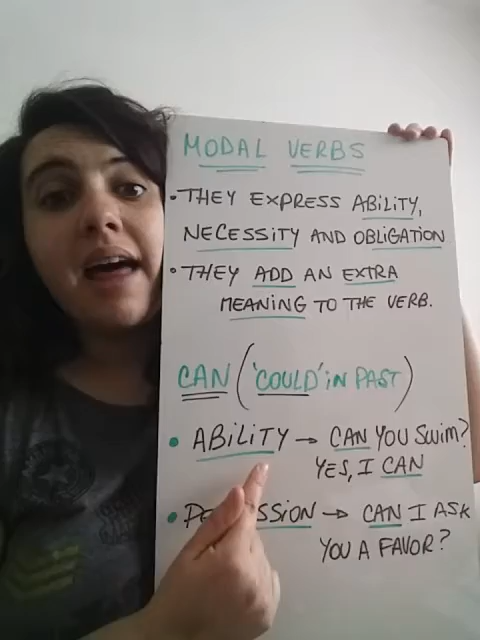 MODAL VERBS
• THEY EXPRESS ABILITY,
NECESSITY AND OBLIGATION
• THEY ADD AN EXTRA
MEANING TO THE VERB.
CAN ('COULD' iN PAST)
• ABiLiTY → CAN YOU SWiM?
YES, I CAN
• → CAN I ASK
YOU A FAVOR?